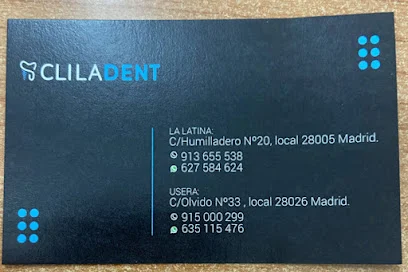 CLILADENT
LA LATINA:
C/Humilladero Nº20, local 28005 Madrid.
913 655 538
627 584 624
USERA:
C/Olvido Nº33 , local 28026 Madrid.
915 000 299
635 115 476